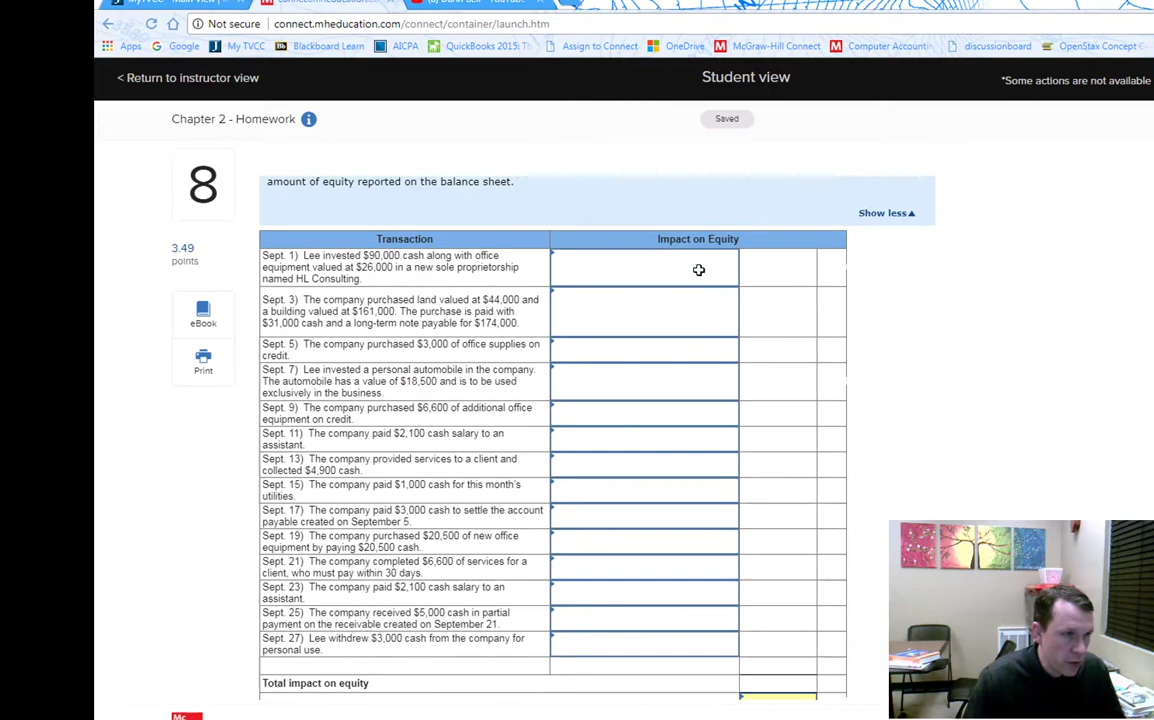 MyTVCC - Main View
connect.mheducation.com
Not secure | connect.mheducation.com/connect/container/launch.htm
Apps Google My TVCC Blackboard Learn AICPA QuickBooks 2015: Assign to Connect OneDrive McGraw-Hill Connect Computer Accounti discussionboard OpenStax Concept
< Return to instructor view
Student view
*Some actions are not available
Chapter 2 - Homework i
Saved
8
amount of equity reported on the balance sheet.
Show less
3.49
points
eBook
Print
Transaction Impact on Equity
Sept. 1) Lee invested $90,000 cash along with office
equipment valued at $26,000 in a new sole proprietorship
named HL Consulting.
Sept. 3) The company purchased land valued at $44,000 and
a building valued at $161,000. The purchase is paid with
$31,000 cash and a long-term note payable for $174,000.
Sept. 5) The company purchased $3,000 of office supplies on
credit.
Sept. 7) Lee invested a personal automobile in the company.
The automobile has a value of $18,500 and is to be used
exclusively in the business.
Sept. 9) The company purchased $6,600 of additional office
equipment on credit.
Sept. 11) The company paid $2,100 cash salary to an
assistant.
Sept. 13) The company provided services to a client and
collected $4,900 cash.
Sept. 15) The company paid $1,000 cash for this month's
utilities.
Sept. 17) The company paid $3,000 cash to settle the account
payable created on September 5.
Sept. 19) The company purchased $20,500 of new office
equipment by paying $20,500 cash.
Sept. 21) The company completed $6,600 of services for a
client, who must pay within 30 days.
Sept. 23) The company paid $2,100 cash salary to an
assistant.
Sept. 25) The company received $5,000 cash in partial
payment on the receivable created on September 21.
Sept. 27) Lee withdrew $3,000 cash from the company for
personal use.
Total impact on equity
Mc